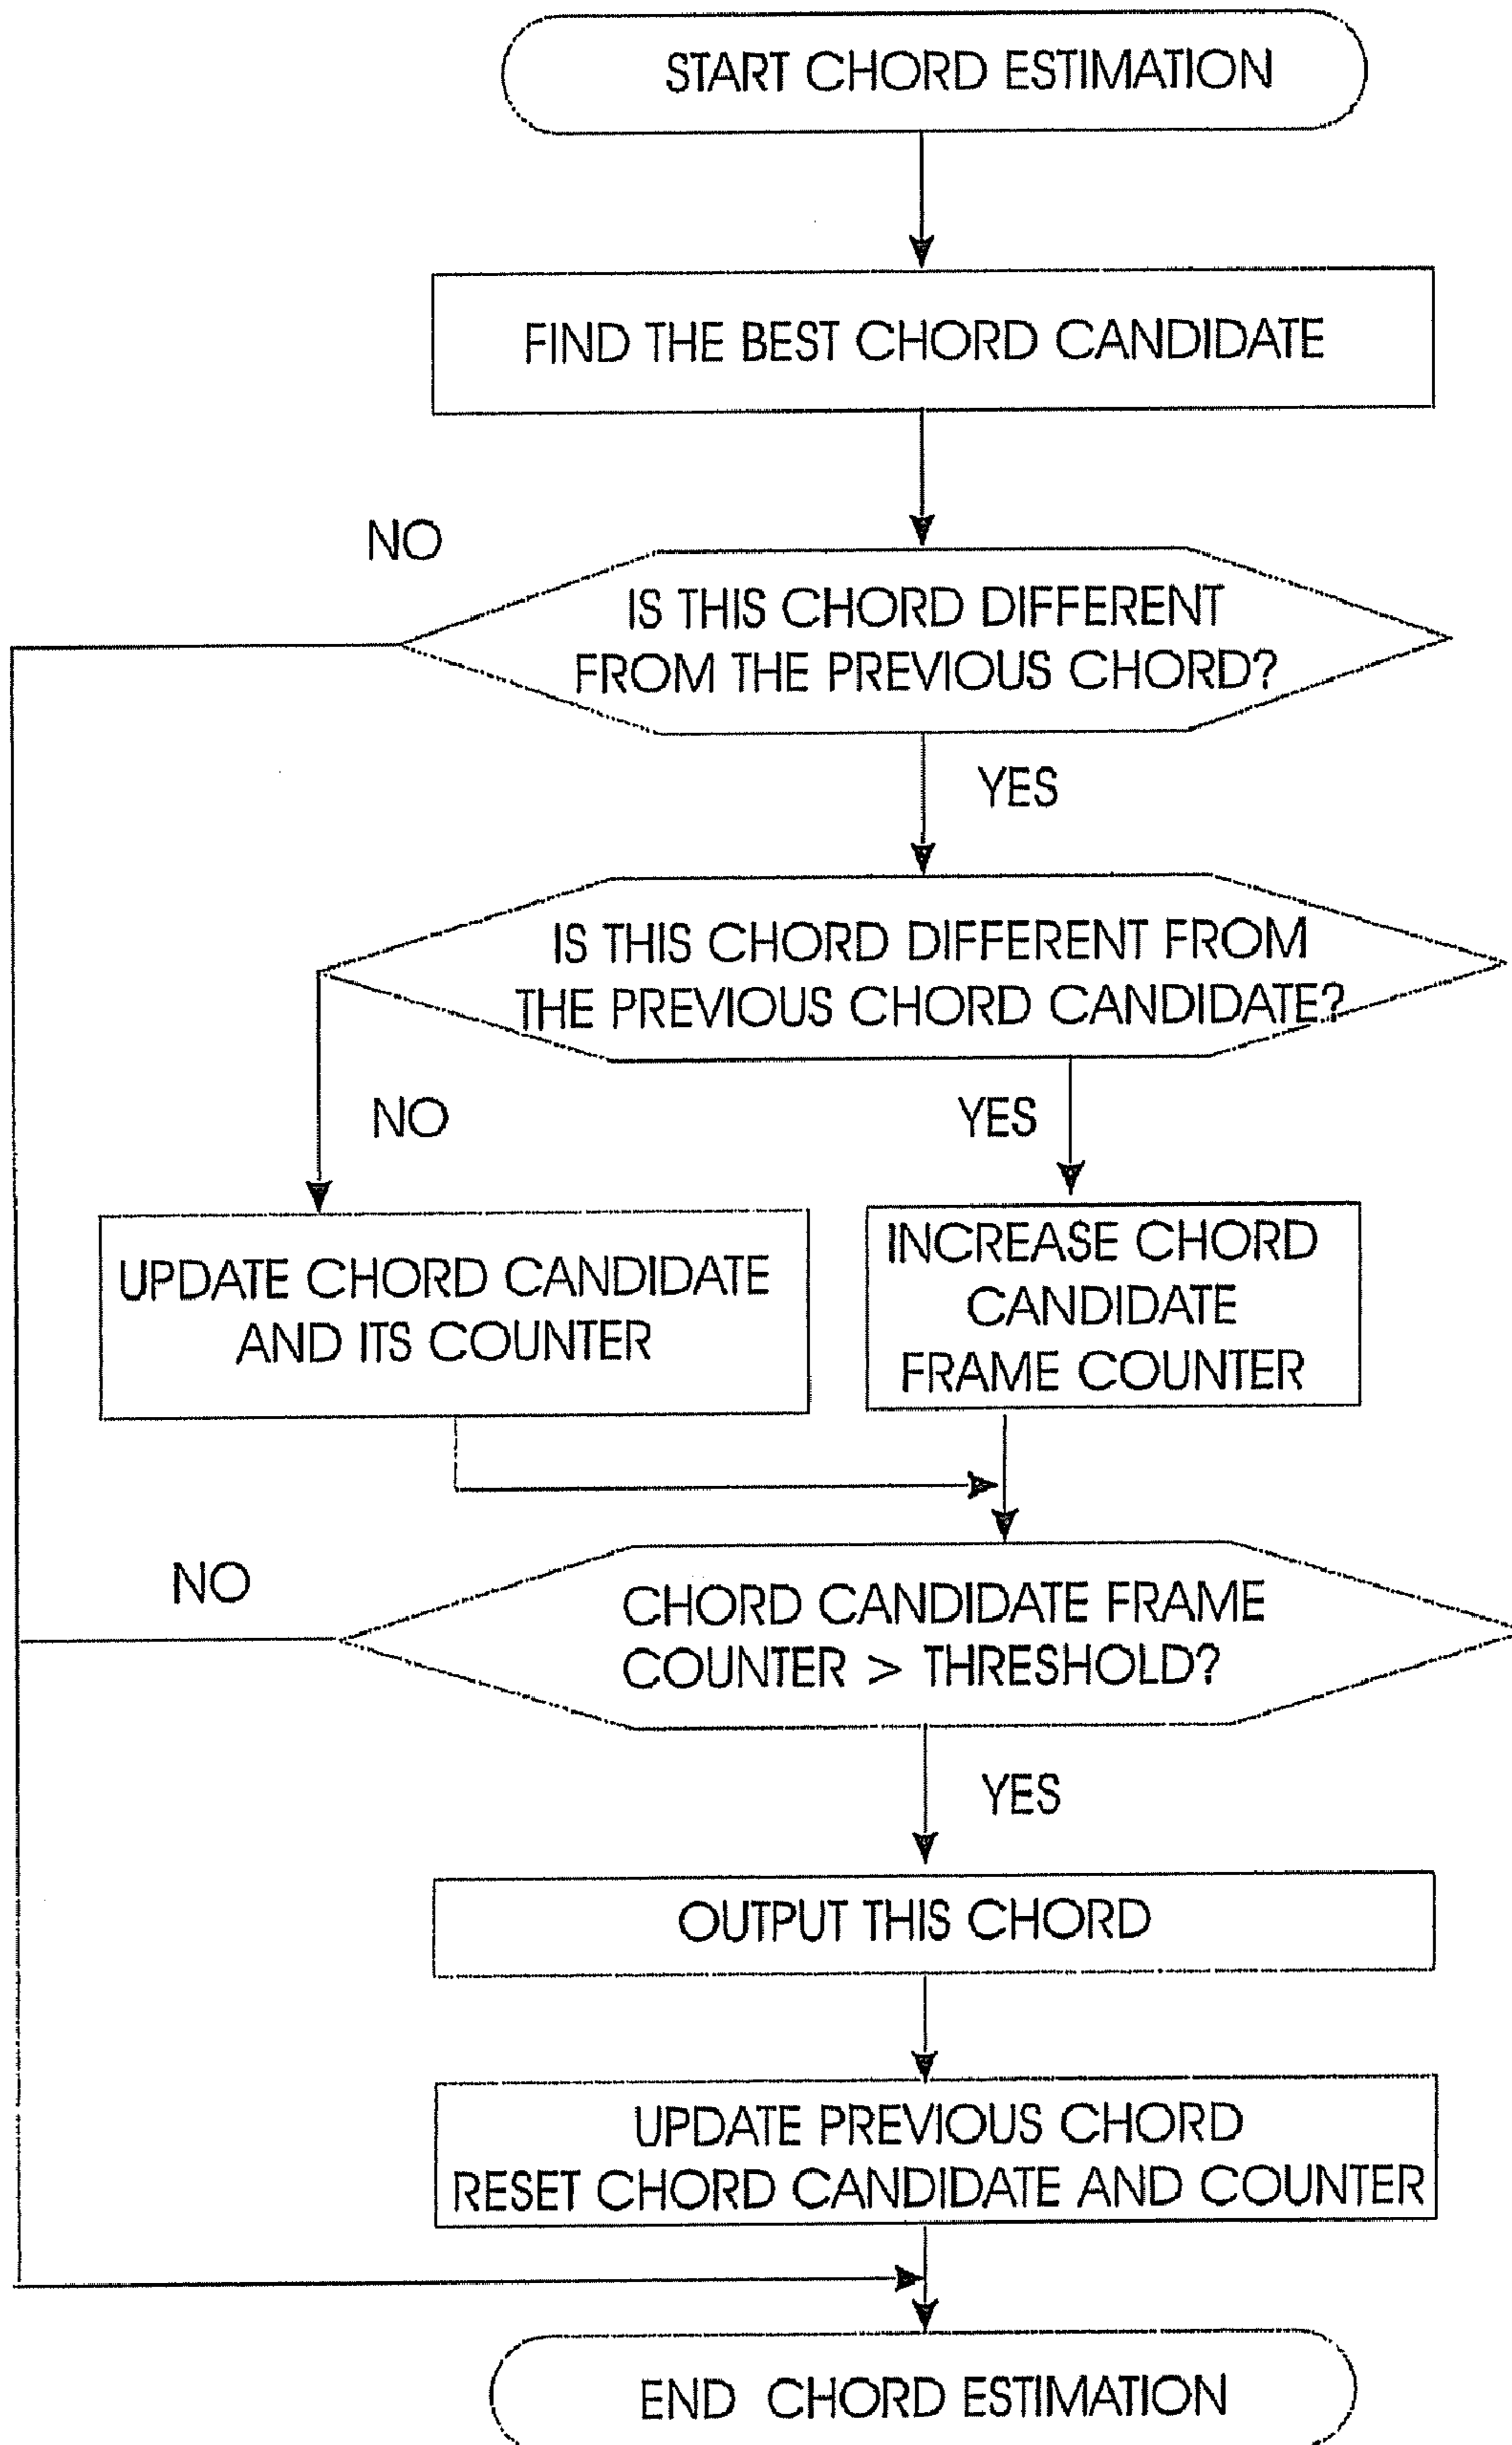 START CHORD ESTIMATION
FIND THE BEST CHORD CANDIDATE
NO
IS THIS CHORD DIFFERENT
FROM THE PREVIOUS CHORD?
YES
IS THIS CHORD DIFFERENT FROM
THE PREVIOUS CHORD CANDIDATE?
NO
YES
UPDATE CHORD CANDIDATE
AND ITS COUNTER
INCREASE CHORD
CANDIDATE
FRAME COUNTER
NO
CHORD CANDIDATE FRAME
COUNTER > THRESHOLD?
YES
OUTPUT THIS CHORD
UPDATE PREVIOUS CHORD
RESET CHORD CANDIDATE AND COUNTER
END CHORD ESTIMATION